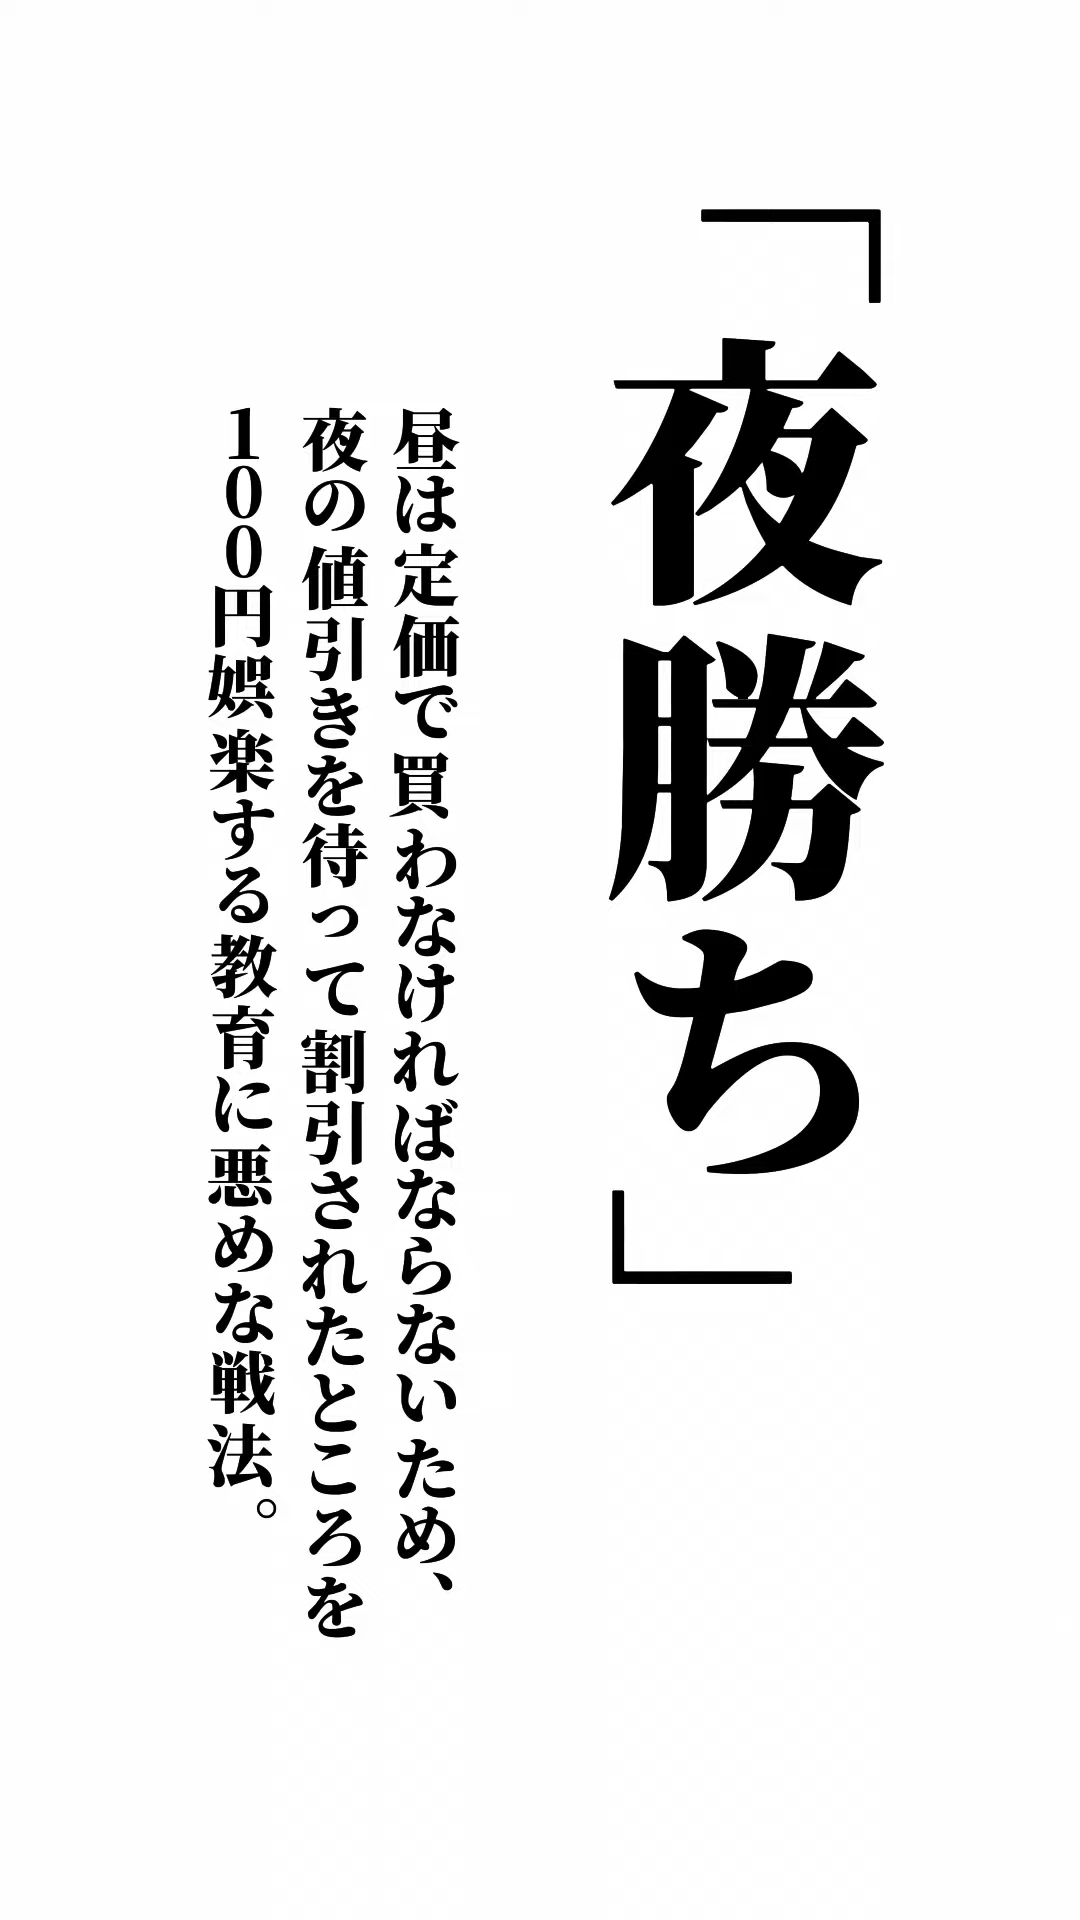 「夜勝ち」
昼は定価で買わなければならないため、
夜の値引きを待って割引されたところを
100円娯楽する教育に悪めな戦法。